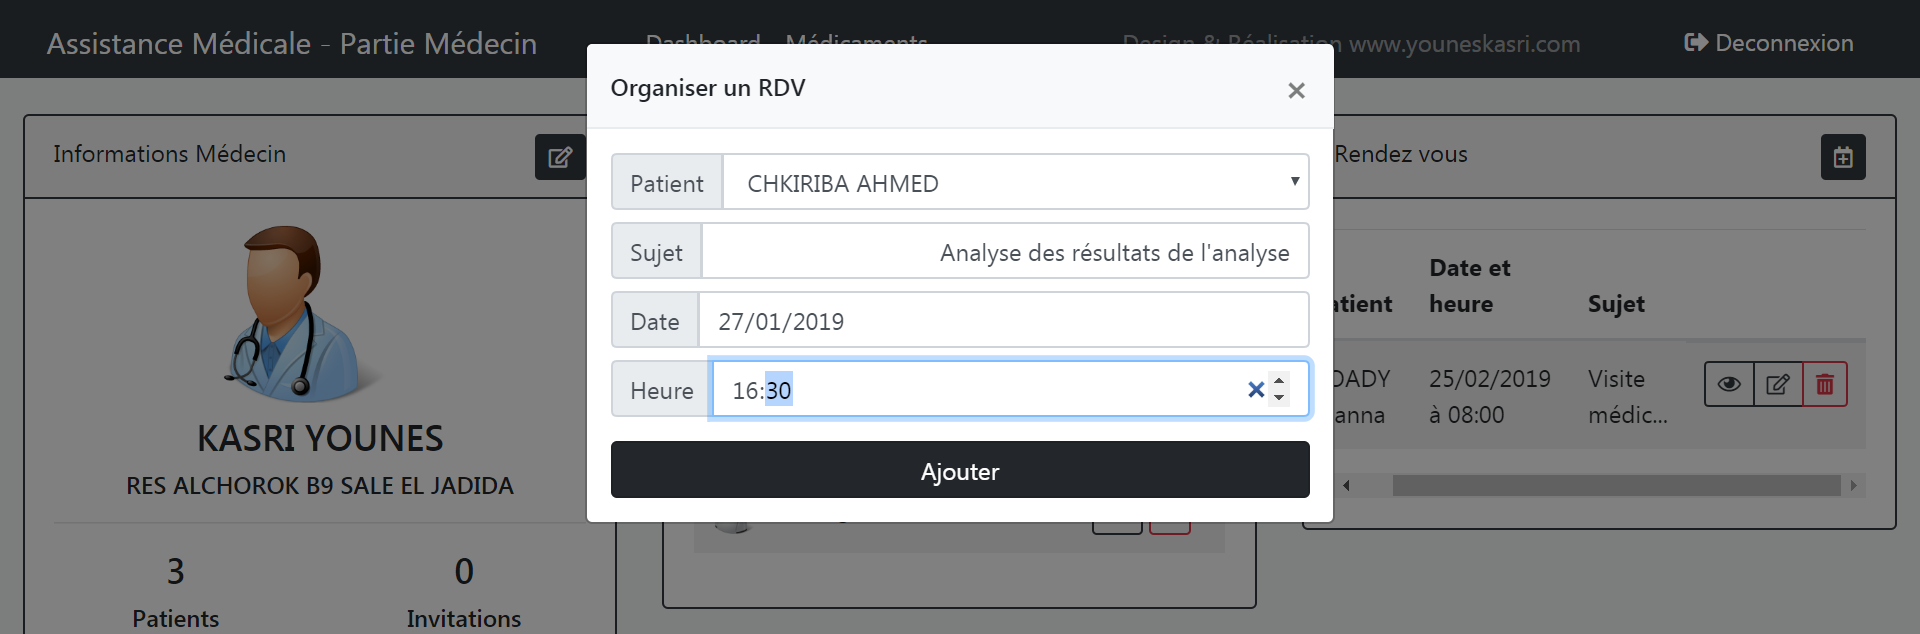 Assistance Médicale - Partie Médecin
Dashboard Médicaments
Design & Réalisation www.youneskasri.com
Deconnexion
Organiser un RDV
×
Patient CHKIRIBA AHMED
Sujet Analyse des résultats de l'analyse
Date 27/01/2019
Heure 16:30
Ajouter
Informations Médecin
KASRI YOUNES
RES ALCHOROK B9 SALE EL JADIDA
3 0
Patients Invitations
Rendez vous
atient Date et heure Sujet
DADY 25/02/2019 Visite
anna à 08:00 médic...